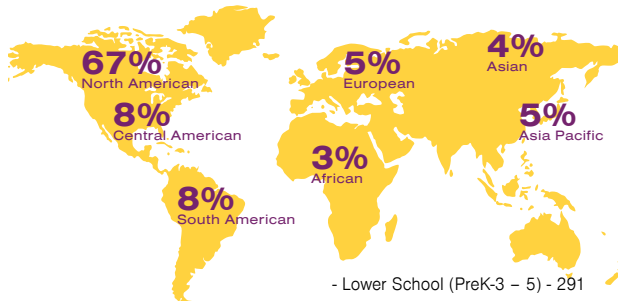 67%
North American
8%
Central American
8%
South American
5%
European
3%
African
4%
Asian
5%
Asia Pacific
- Lower School (PreK-3 – 5) - 291